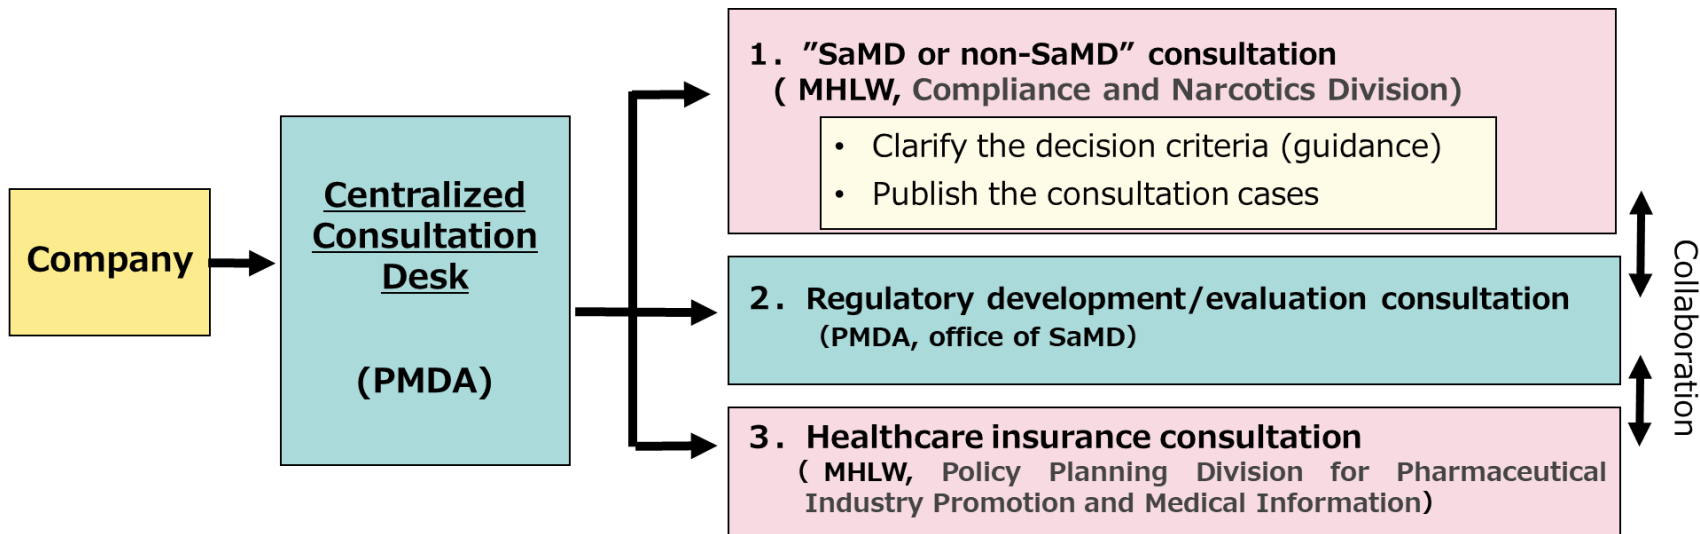 Company
Centralized
Consultation
Desk
(PMDA)
1. ”SaMD or non-SaMD” consultation
( MHLW, Compliance and Narcotics Division)
• Clarify the decision criteria (guidance)
• Publish the consultation cases
2. Regulatory development/evaluation consultation
(PMDA, office of SaMD)
3. Healthcare insurance consultation
( MHLW, Policy Planning Division for Pharmaceutical
Industry Promotion and Medical Information)
Collaboration